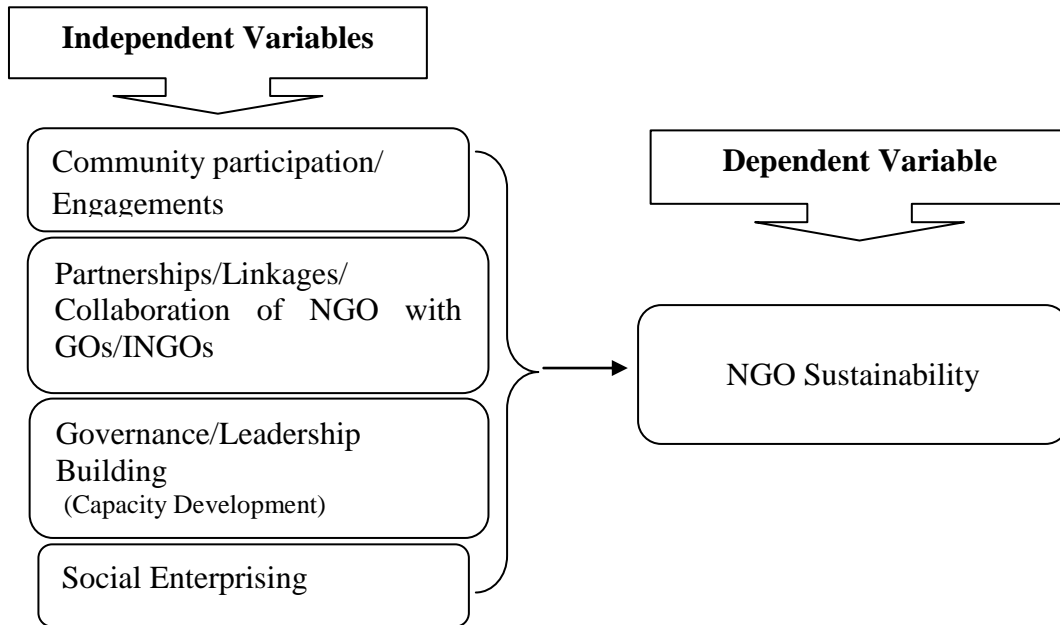 Independent Variables
Community participation/
Engagements
Partnerships/Linkages/
Collaboration of NGO with
GOs/INGOs
Governance/Leadership
Building
(Capacity Development)
Social Enterprising
Dependent Variable
NGO Sustainability